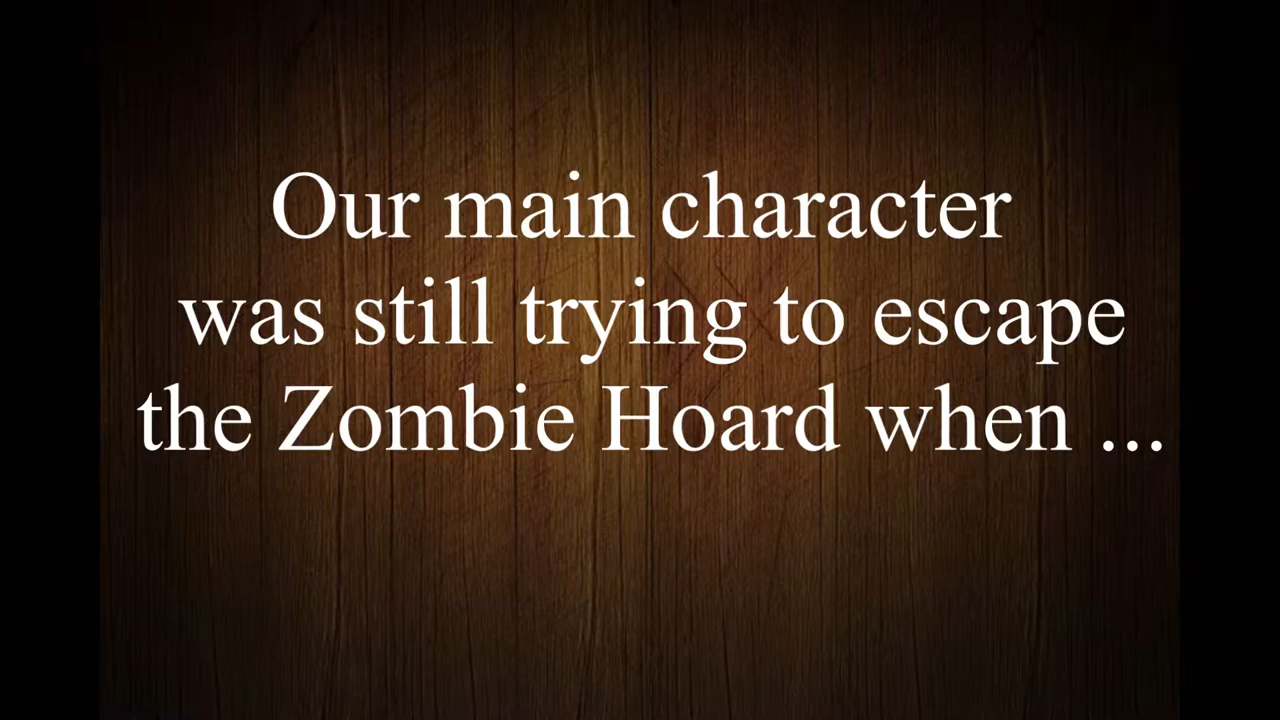 Our main character
was still trying to escape
the Zombie Hoard when ...